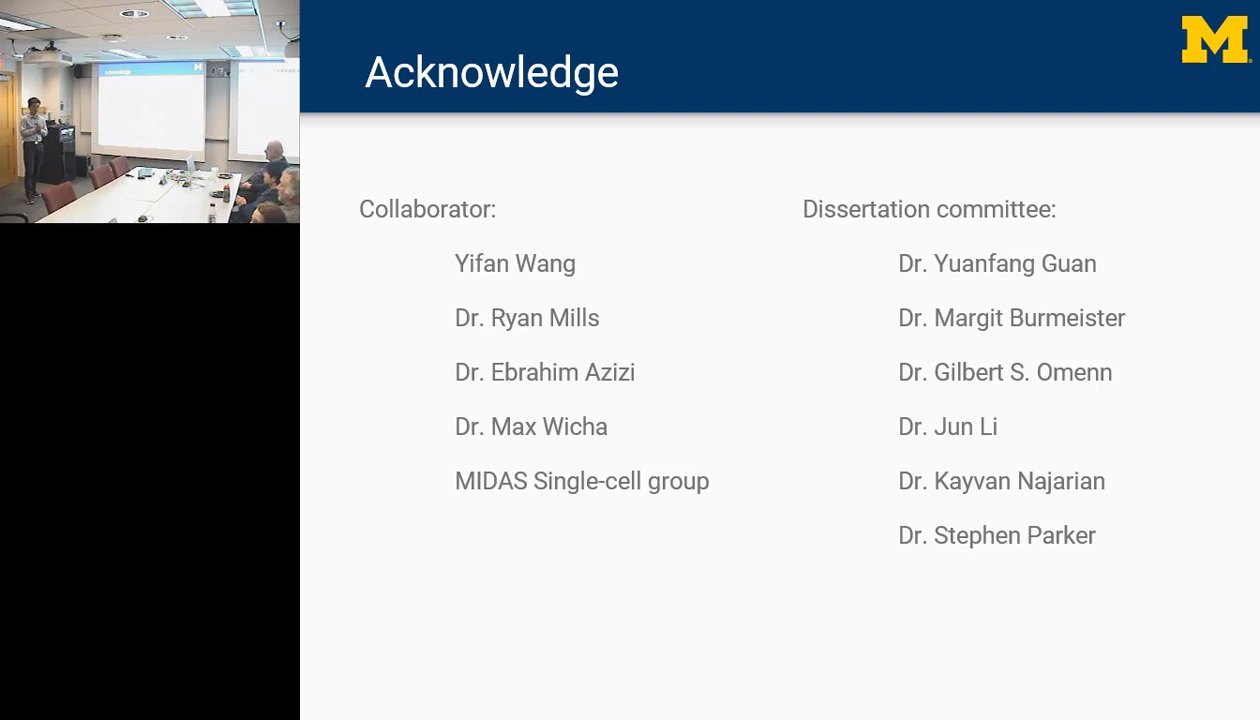 Acknowledge
M
Collaborator:
Yifan Wang
Dr. Ryan Mills
Dr. Ebrahim Azizi
Dr. Max Wicha
MIDAS Single-cell group
Dissertation committee:
Dr. Yuanfang Guan
Dr. Margit Burmeister
Dr. Gilbert S. Omenn
Dr. Jun Li
Dr. Kayvan Najarian
Dr. Stephen Parker